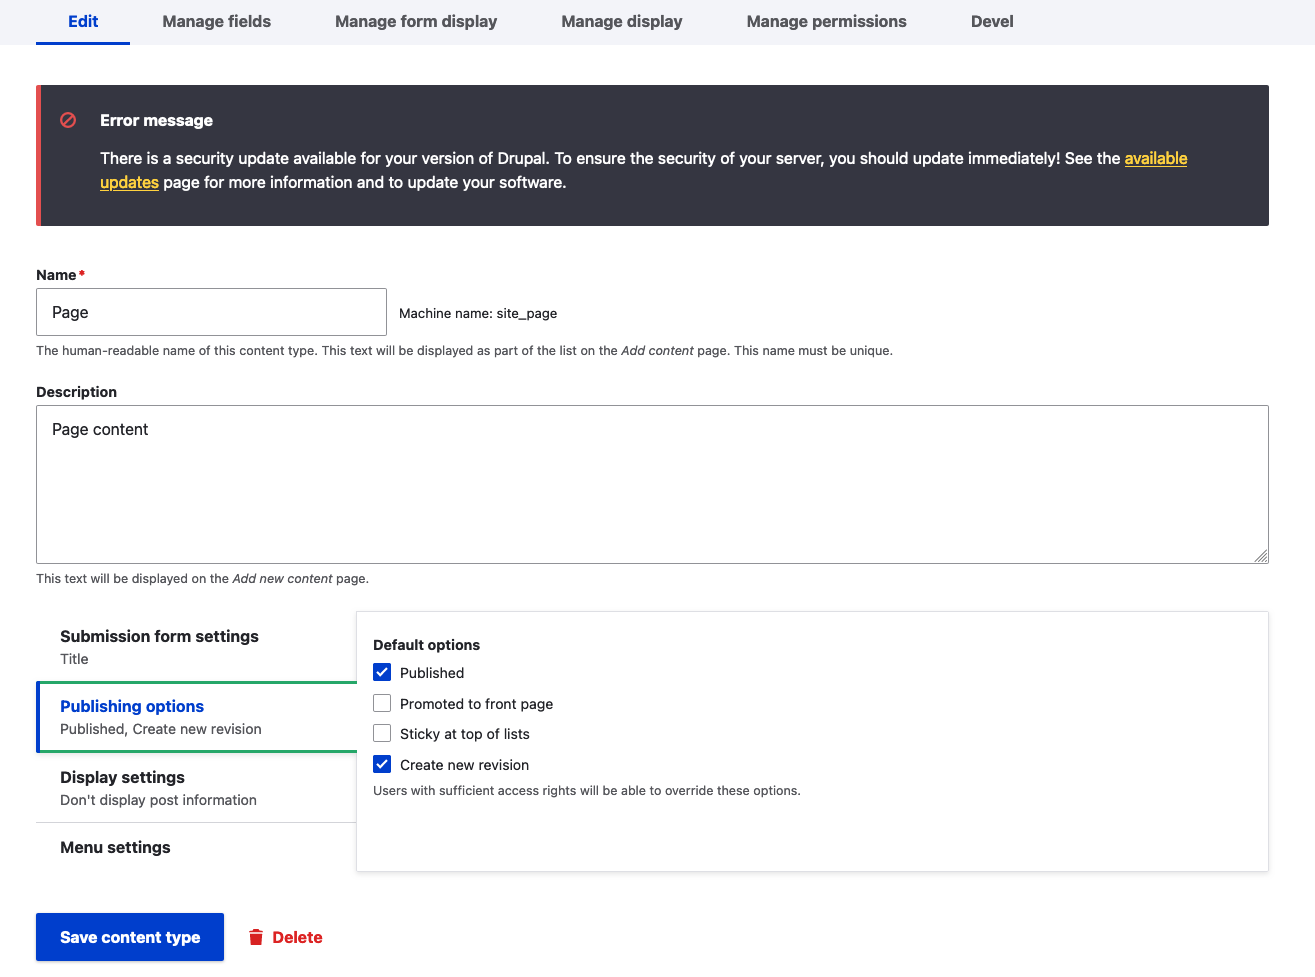 Edit
Manage fields
Manage form display
Manage display
Manage permissions
Devel
Error message
There is a security update available for your version of Drupal. To ensure the security of your server, you should update immediately! See the available
updates page for more information and to update your software.
Name*
Page
Machine name: site_page
The human-readable name of this content type. This text will be displayed as part of the list on the Add content page. This name must be unique.
Description
Page content
This text will be displayed on the Add new content page.
Submission form settings
Title
Publishing options
Published, Create new revision
Display settings
Don't display post information
Menu settings
Default options
Published
Promoted to front page
Sticky at top of lists
Create new revision
Users with sufficient access rights will be able to override these options.
Save content type
Delete